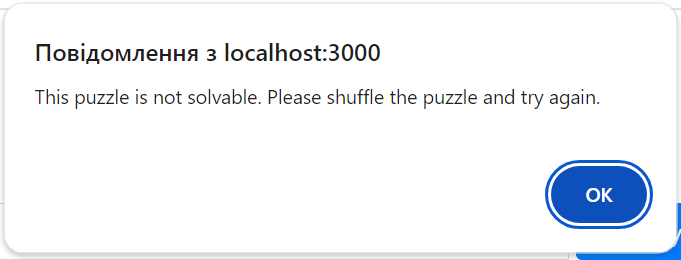 Повідомлення з localhost:3000
This puzzle is not solvable. Please shuffle the puzzle and try again.
OK